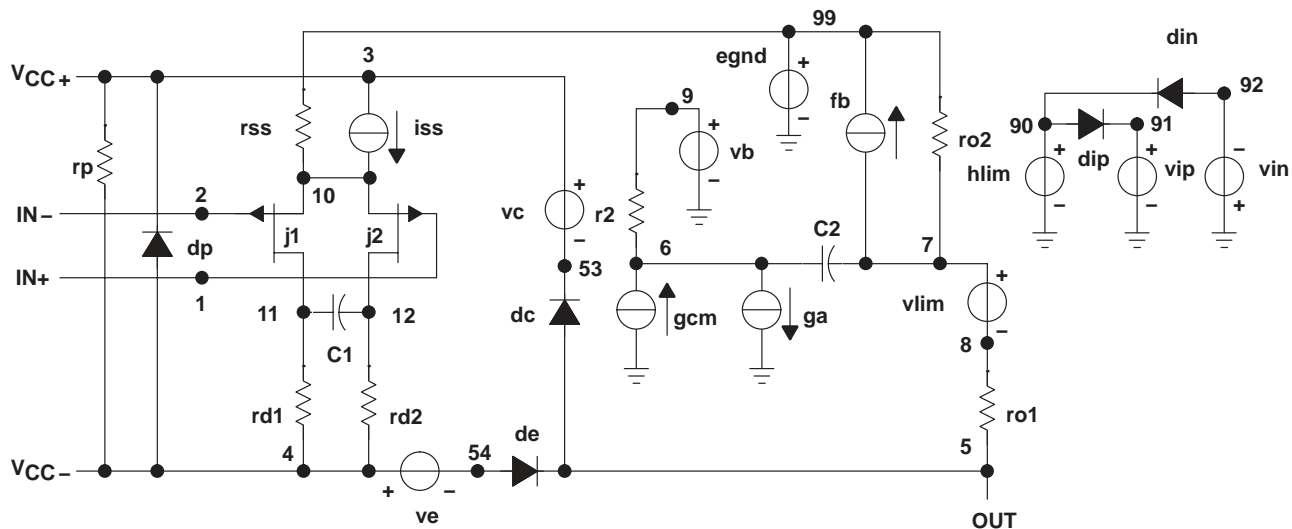 99
3
egnd
din
VCC+
9
fb
92
rss
iss
90
91
rp
vb
ro2
dip
10
hlim
vip
vin
2
IN−
vc
r2
C2
j1
j2
6
7
dp
IN+
53
1
vlim
11
12
dc
gcm
ga
8
C1
rd1
rd2
ro1
de
4
54
5
VCC−
ve
OUT
+
−
+
−
+
−
+
−
+
−
+
−
−
+
+
−
+
−